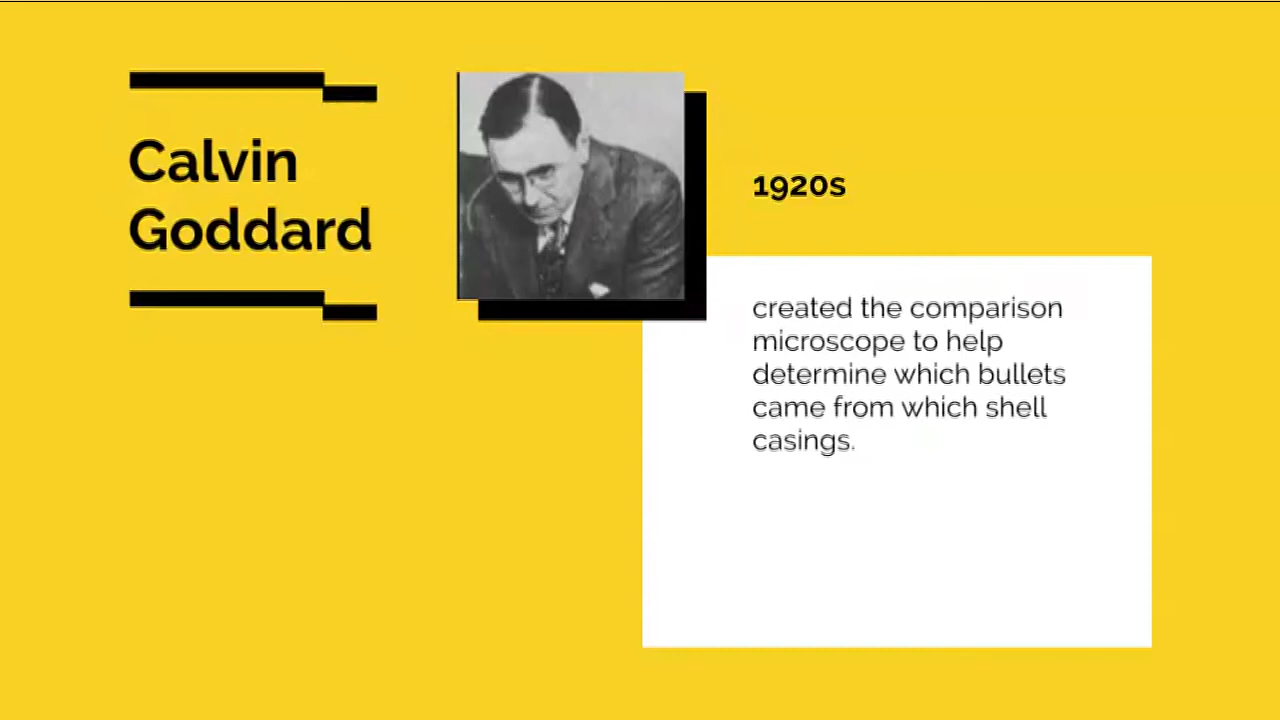 Calvin
Goddard
1920s
created the comparison
microscope to help
determine which bullets
came from which shell
casings.